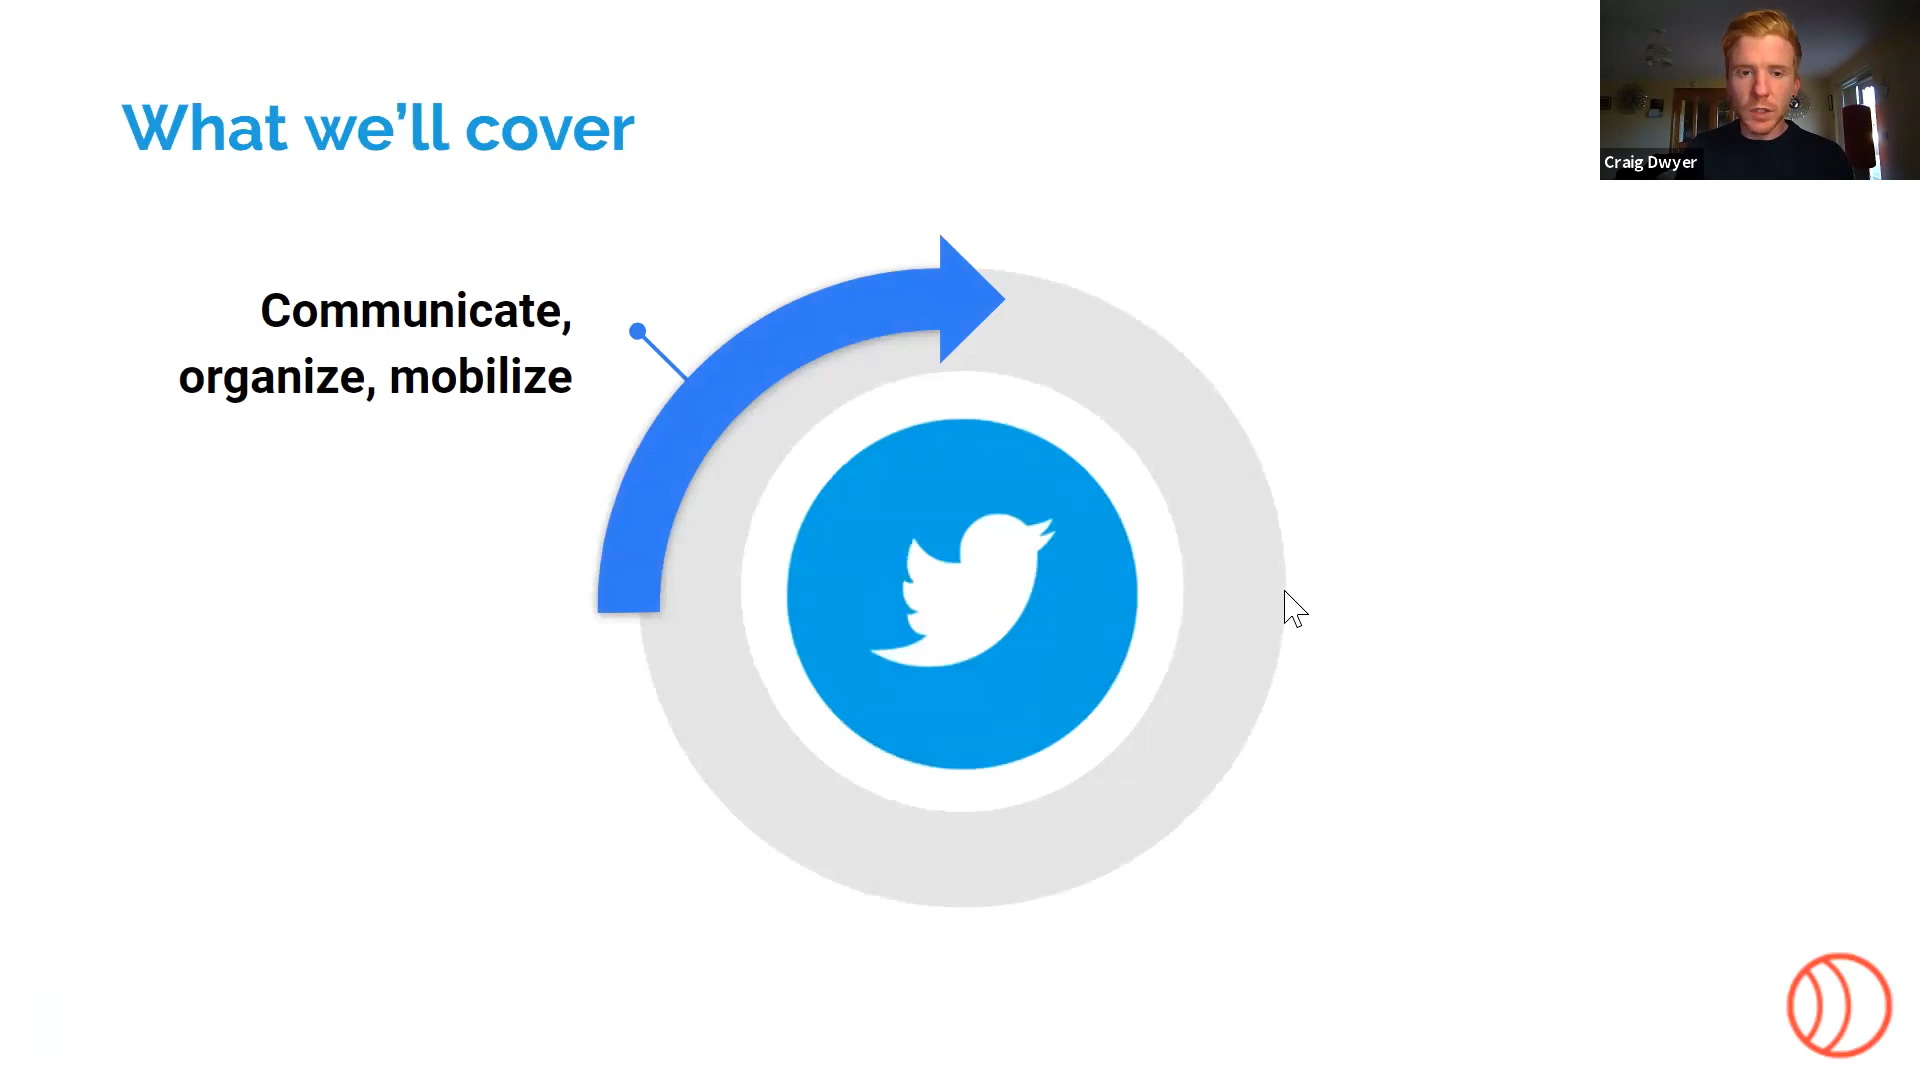 What we’ll cover
Craig Dwyer
Communicate,
organize, mobilize